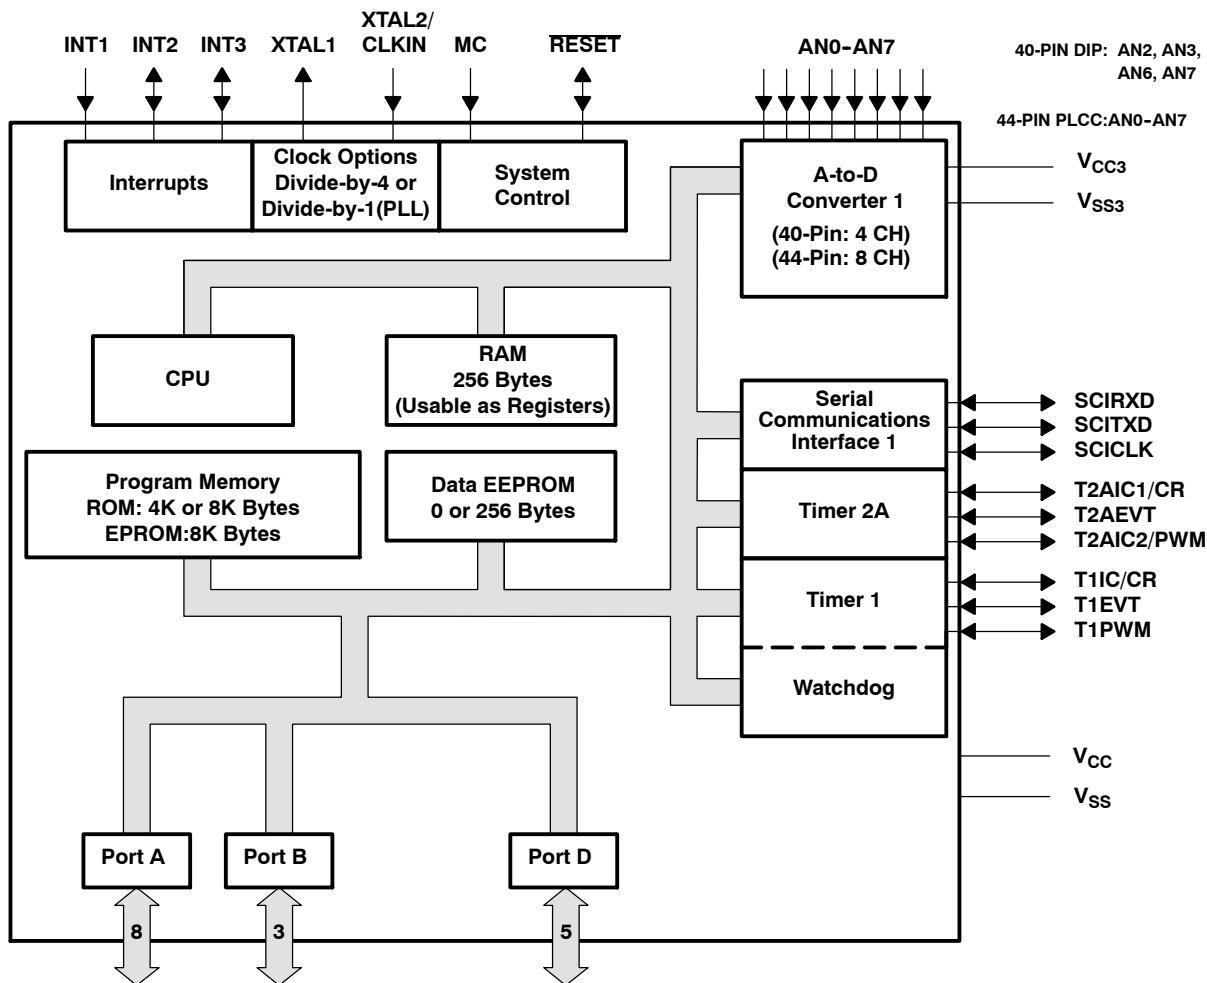 INT1 INT2 INT3 XTAL1 XTAL2/
CLKIN MC RESET AN0-AN7
40-PIN DIP: AN2, AN3,
AN6, AN7
44-PIN PLCC:AN0-AN7
Interrupts
Clock Options
Divide-by-4 or
Divide-by-1(PLL)
System
Control
A-to-D
Converter 1
(40-Pin: 4 CH)
(44-Pin: 8 CH)
VCC3
VSS3
CPU
RAM
256 Bytes
(Usable as Registers)
Serial
Communications
Interface 1
SCIRXD
SCITXD
SCICLK
Program Memory
ROM: 4K or 8K Bytes
EPROM:8K Bytes
Data EEPROM
0 or 256 Bytes
Timer 2A
T2AIC1/CR
T2AEVT
T2AIC2/PWM
Timer 1
T1IC/CR
T1EVT
T1PWM
Watchdog
VCC
VSS
Port A
Port B
Port D
8
3
5